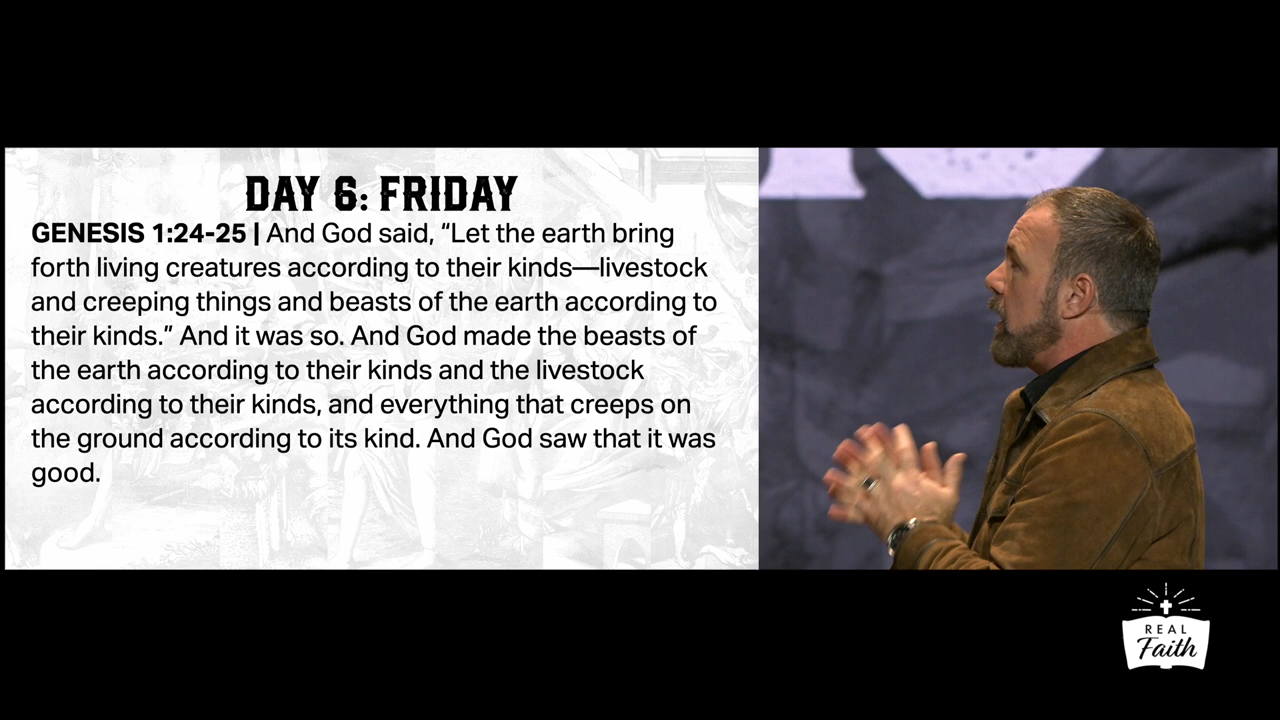 DAY 6: FRIDAY
GENESIS 1:24-25 | And God said, “Let the earth bring
forth living creatures according to their kinds—livestock
and creeping things and beasts of the earth according to
their kinds.” And it was so. And God made the beasts of
the earth according to their kinds and the livestock
according to their kinds, and everything that creeps on
the ground according to its kind. And God saw that it was
good.
REAL
Faith